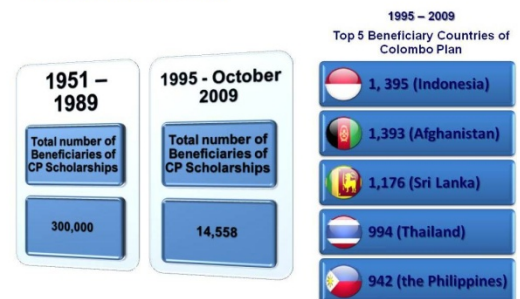 1951 –
1989
Total number of
Beneficiaries of
CP Scholarships
300,000
1995 - October
2009
Total number of
Beneficiaries of
CP Scholarships
14,558
1995 – 2009
Top 5 Beneficiary Countries of
Colombo Plan
1, 395 (Indonesia)
1,393 (Afghanistan)
1,176 (Sri Lanka)
994 (Thailand)
942 (the Philippines)